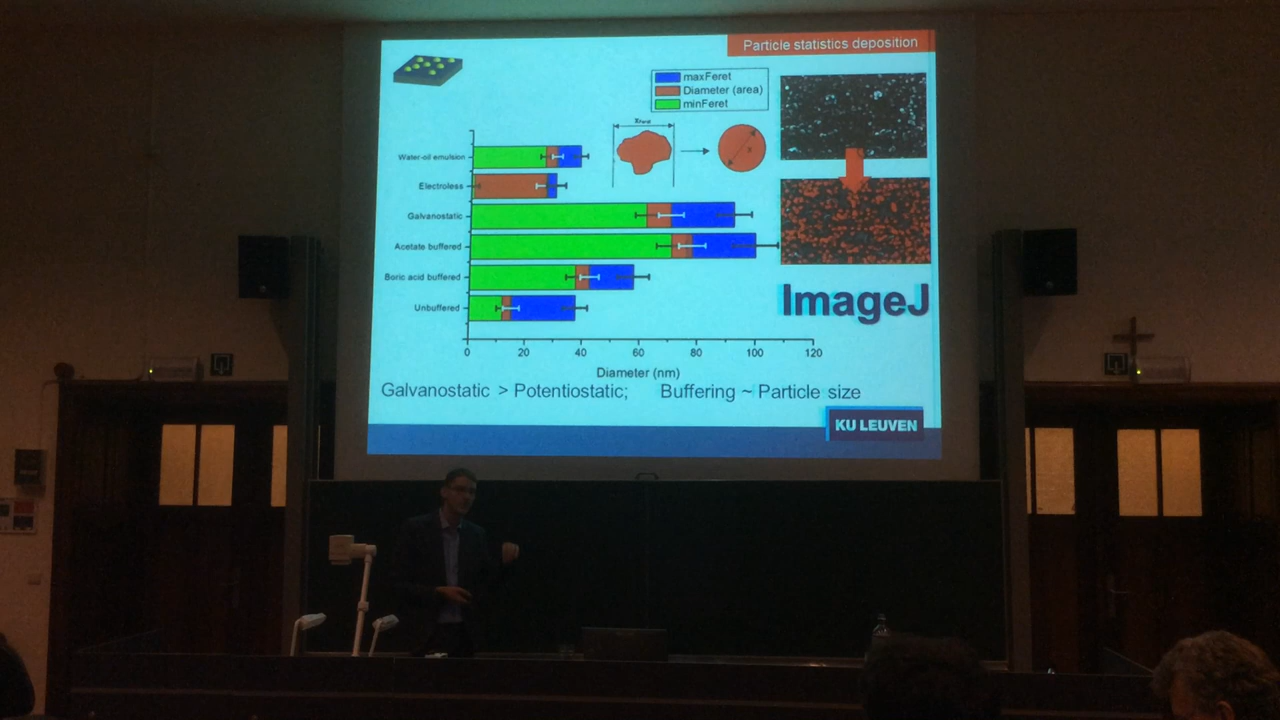 Particle statistics deposition
maxFeret
Diameter (area)
minFeret
x
Water-oil emulsion
Electroless
Galvanostatic
Acetate buffered
Boric acid buffered
Unbuffered
0 20 40 60 80 100 120
Diameter (nm)
ImageJ
Galvanostatic > Potentiostatic; Buffering ~ Particle size
KU LEUVEN